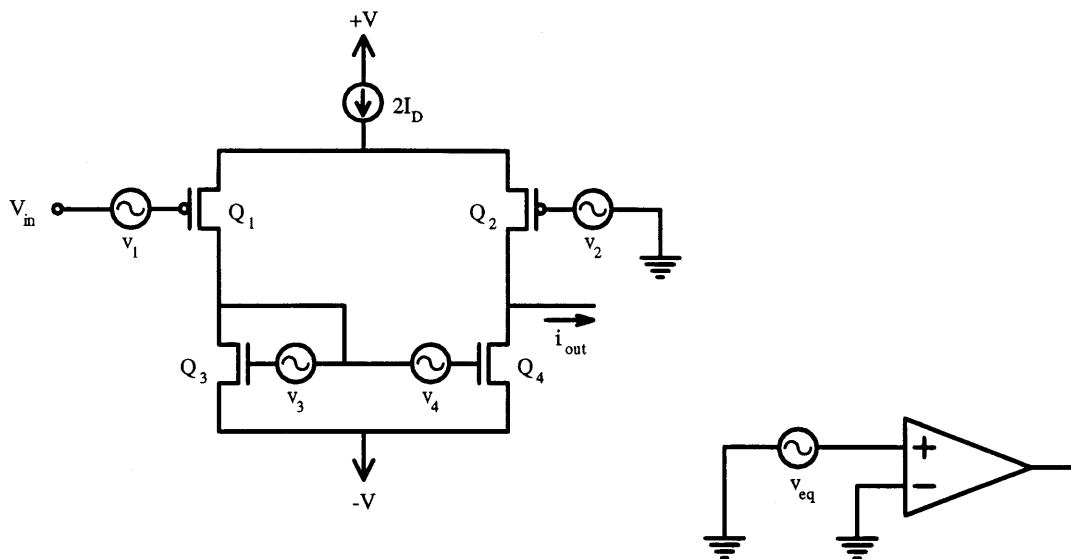 +V
2I_D
V_in
v_1
Q_1
Q_2
v_2
i_out
Q_3
v_3
v_4
Q_4
-V
v_eq
+
−